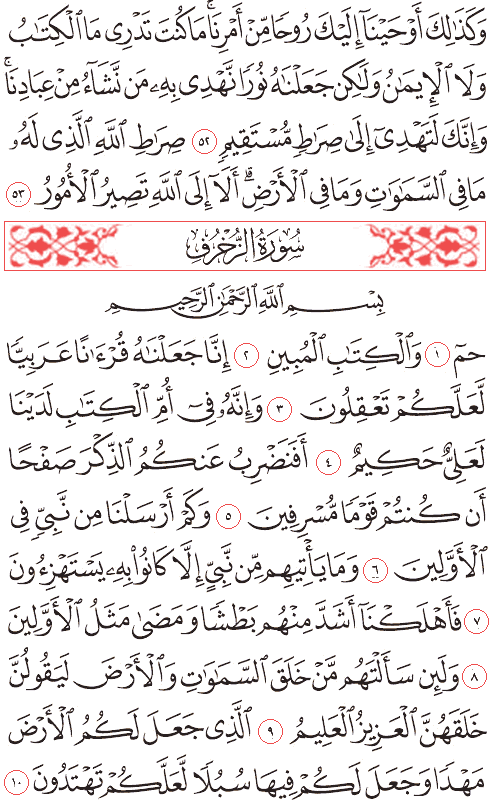 وَكَذَٰلِكَ أَوْحَيْنَآ إِلَيْكَ رُوحًا مِّنْ أَمْرِنَا ۚ مَا كُنتَ تَدْرِى مَا ٱلْكِتَٰبُ
وَلَا ٱلْإِيمَٰنُ وَلَٰكِن جَعَلْنَٰهُ نُورًا نَّهْدِى بِهِۦ مَن نَّشَآءُ مِنْ عِبَادِنَا ۚ
وَإِنَّكَ لَتَهْدِىٓ إِلَىٰ صِرَٰطٍ مُّسْتَقِيمٍ ٥٢ صِرَٰطِ ٱللَّهِ ٱلَّذِى لَهُۥ
مَا فِى ٱلسَّمَٰوَٰتِ وَمَا فِى ٱلْأَرْضِ ۗ أَلَآ إِلَى ٱللَّهِ تَصِيرُ ٱلْأُمُورُ ٥٣
سُورَةُ الزُّخْرُفِ
بِسْمِ ٱللَّهِ ٱلرَّحْمَٰنِ ٱلرَّحِيمِ
حمٓ ١ وَٱلْكِتَٰبِ ٱلْمُبِينِ ٢ إِنَّا جَعَلْنَٰهُ قُرْءَٰنًا عَرَبِيًّا
لَّعَلَّكُمْ تَعْقِلُونَ ٣ وَإِنَّهُۥ فِىٓ أُمِّ ٱلْكِتَٰبِ لَدَيْنَا
لَعَلِىٌّ حَكِيمٌ ٤ أَفَنَضْرِبُ عَنكُمُ ٱلذِّكْرَ صَفْحًا
أَن كُنتُمْ قَوْمًا مُّسْرِفِينَ ٥ وَكَمْ أَرْسَلْنَا مِن نَّبِىٍّ فِى
ٱلْأَوَّلِينَ ٦ وَمَا يَأْتِيهِم مِّن نَّبِىٍّ إِلَّا كَانُوا۟ بِهِۦ يَسْتَهْزِءُونَ
٧ فَأَهْلَكْنَآ أَشَدَّ مِنْهُم بَطْشًا وَمَضَىٰ مَثَلُ ٱلْأَوَّلِينَ
٨ وَلَئِن سَأَلْتَهُم مَّنْ خَلَقَ ٱلسَّمَٰوَٰتِ وَٱلْأَرْضَ لَيَقُولُنَّ
خَلَقَهُنَّ ٱلْعَزِيزُ ٱلْعَلِيمُ ٩ ٱلَّذِى جَعَلَ لَكُمُ ٱلْأَرْضَ
مَهْدًا وَجَعَلَ لَكُمْ فِيهَا سُبُلًا لَّعَلَّكُمْ تَهْتَدُونَ ١٠